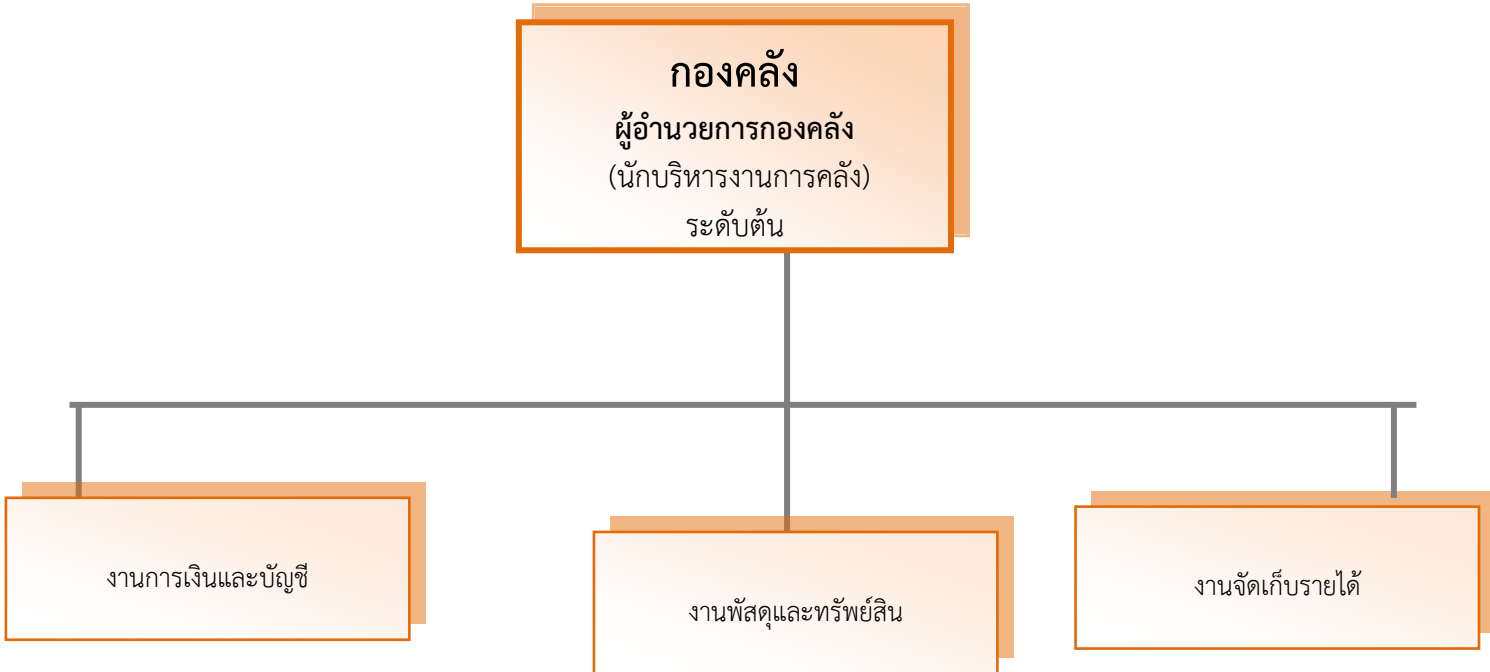 กองคลัง
ผู้อำนวยการกองคลัง
(นักบริหารงานการคลัง)
ระดับต้น
งานการเงินและบัญชี
งานพัสดุและทรัพย์สิน
งานจัดเก็บรายได้